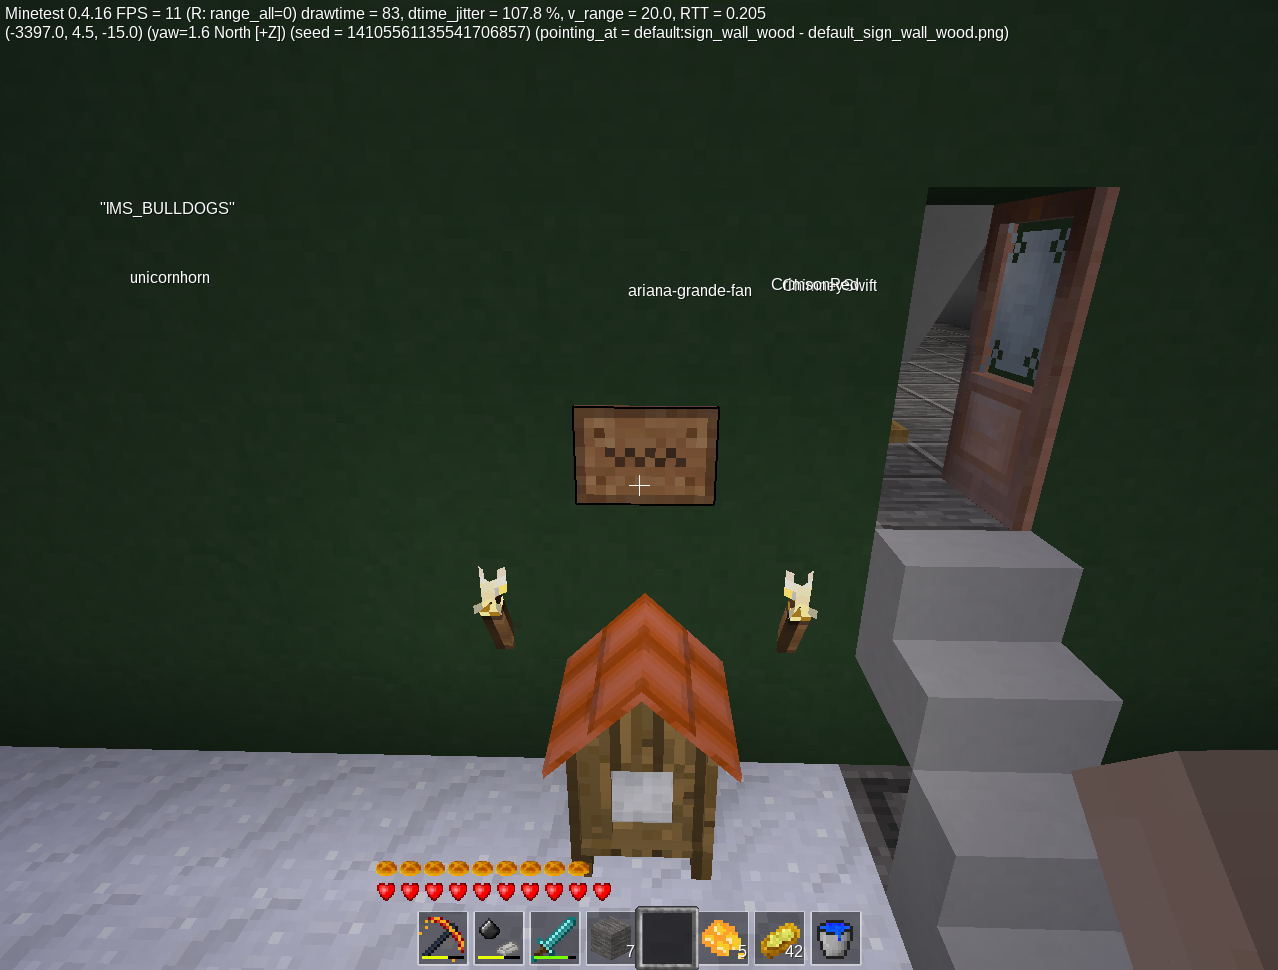 Minetest 0.4.16 FPS = 11 (R: range_all=0) drawtime = 83, dtime_jitter = 107.8 %, v_range = 20.0, RTT = 0.205
(-3397.0, 4.5, -15.0) (yaw=1.6 North [+Z]) (seed = 14105561135541706857) (pointing_at = default:sign_wall_wood - default_sign_wall_wood.png)
"IMS_BULLDOGS"
unicornhorn
ariana-grande-fan
CrimsonRed
ChimneySwift
7
5
42